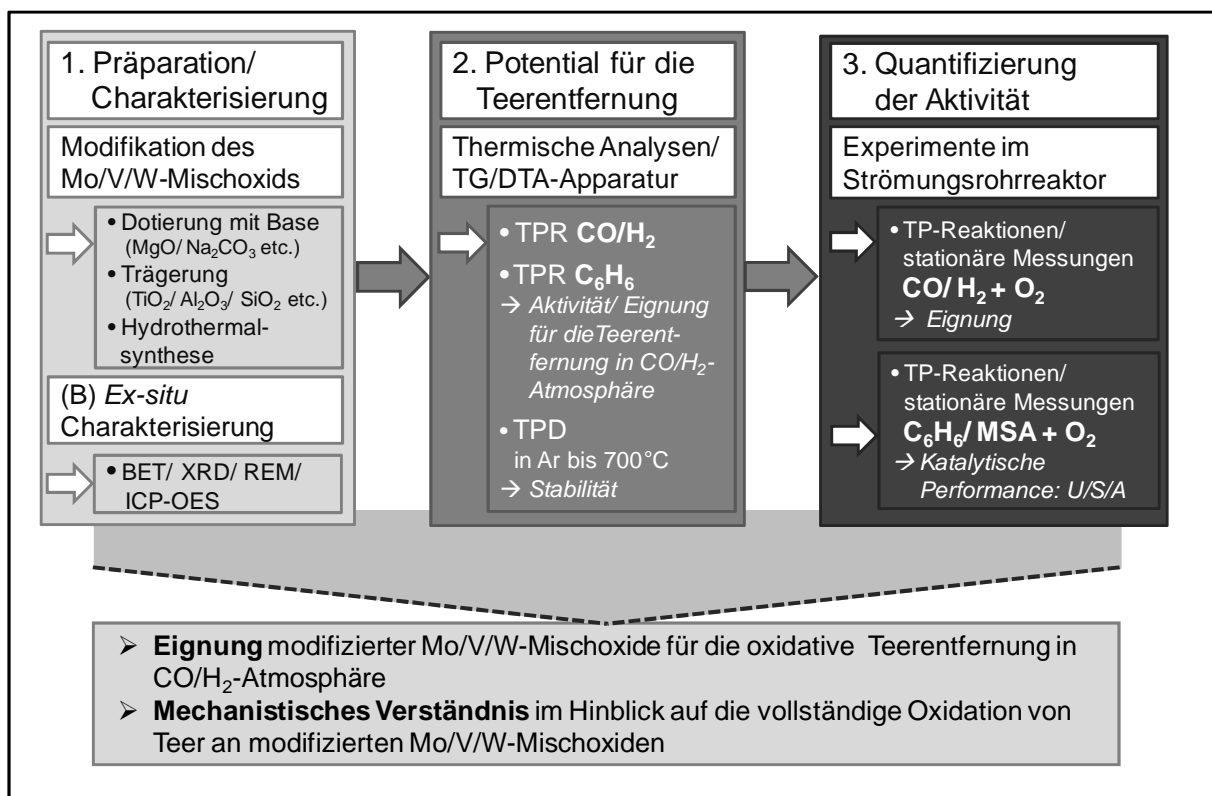 1. Präparation/
Charakterisierung
Modifikation des
Mo/V/W-Mischoxids
• Dotierung mit Base
(MgO/ Na₂CO₃ etc.)
• Trägerung
(TiO₂/ Al₂O₃/ SiO₂ etc.)
• Hydrothermal-
synthese
(B) Ex-situ
Charakterisierung
• BET/ XRD/ REM/
ICP-OES
2. Potential für die
Teerentfernung
Thermische Analysen/
TG/DTA-Apparatur
• TPR CO/H₂
• TPR C₆H₆
→ Aktivität/ Eignung
für die Teerent-
fernung in CO/H₂-
Atmosphäre
• TPD
in Ar bis 700°C
→ Stabilität
3. Quantifizierung
der Aktivität
Experimente im
Strömungsrohrreaktor
• TP-Reaktionen/
stationäre Messungen
CO/ H₂ + O₂
→ Eignung
• TP-Reaktionen/
stationäre Messungen
C₆H₆/ MSA + O₂
→ Katalytische
Performance: U/S/A
➢ Eignung modifizierter Mo/V/W-Mischoxide für die oxidative Teerentfernung in
CO/H₂-Atmosphäre
➢ Mechanistisches Verständnis im Hinblick auf die vollständige Oxidation von
Teer an modifizierten Mo/V/W-Mischoxiden